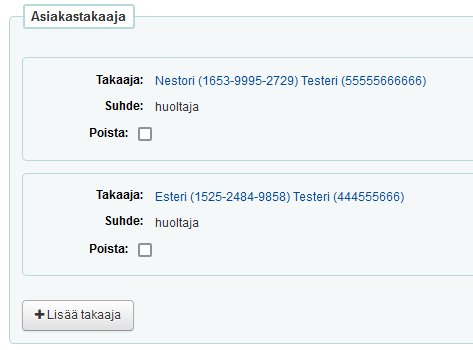 Asiakastakaaja
Takaaja: Nestori (1653-9995-2729) Testeri (55555666666)
Suhde: huoltaja
Poista:
Takaaja: Esteri (1525-2484-9858) Testeri (444555666)
Suhde: huoltaja
Poista:
+ Lisää takaaja